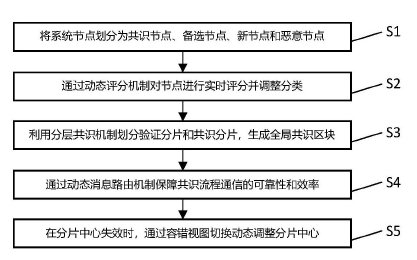 将系统节点划分为共识节点、备选节点、新节点和恶意节点
S1
通过动态评分机制对节点进行实时评分并调整分类
S2
利用分层共识机制划分验证分片和共识分片，生成全局共识区块
S3
通过动态消息路由机制保障共识流程通信的可靠性和效率
S4
在分片中心失效时，通过容错视图切换动态调整分片中心
S5